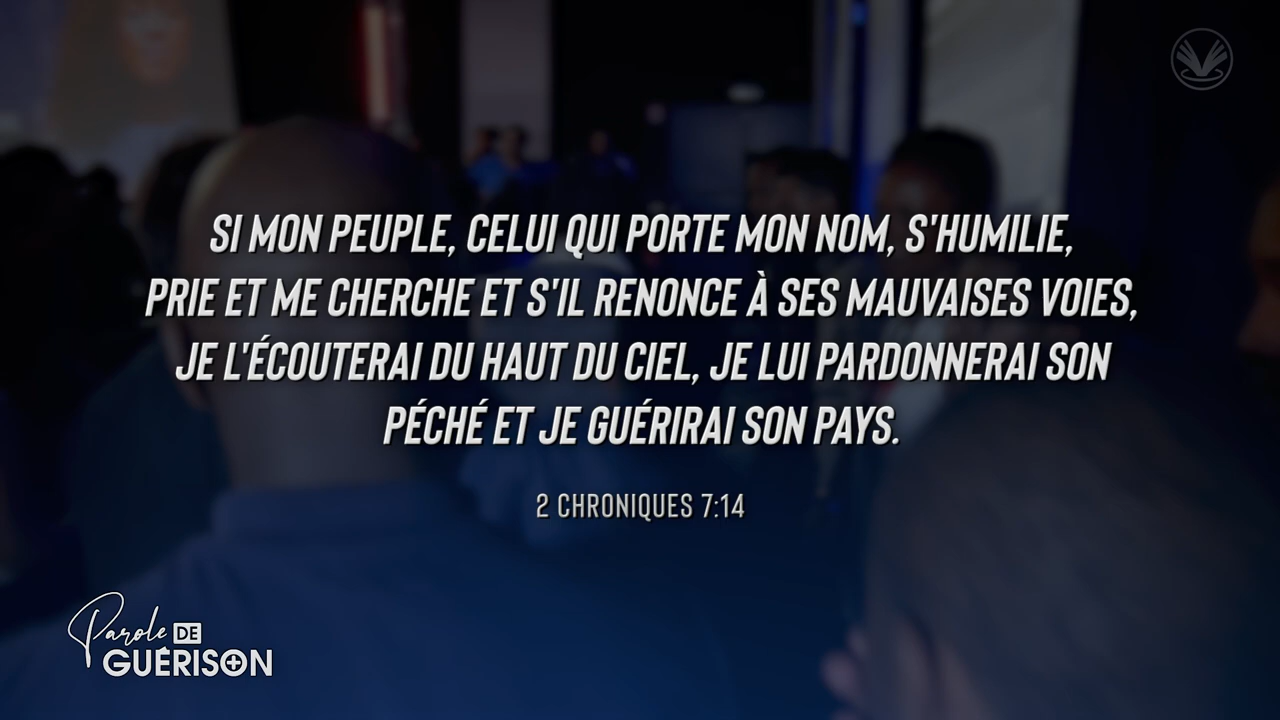 SI MON PEUPLE, CELUI QUI PORTE MON NOM, S'HUMILIE,
PRIE ET ME CHERCHE ET S'IL RENONCE À SES MAUVAISES VOIES,
JE L'ÉCOUTERAI DU HAUT DU CIEL, JE LUI PARDONNERAI SON
PÉCHÉ ET JE GUÉRIRAI SON PAYS.
2 CHRONIQUES 7:14
Parole DE
GUÉRISON